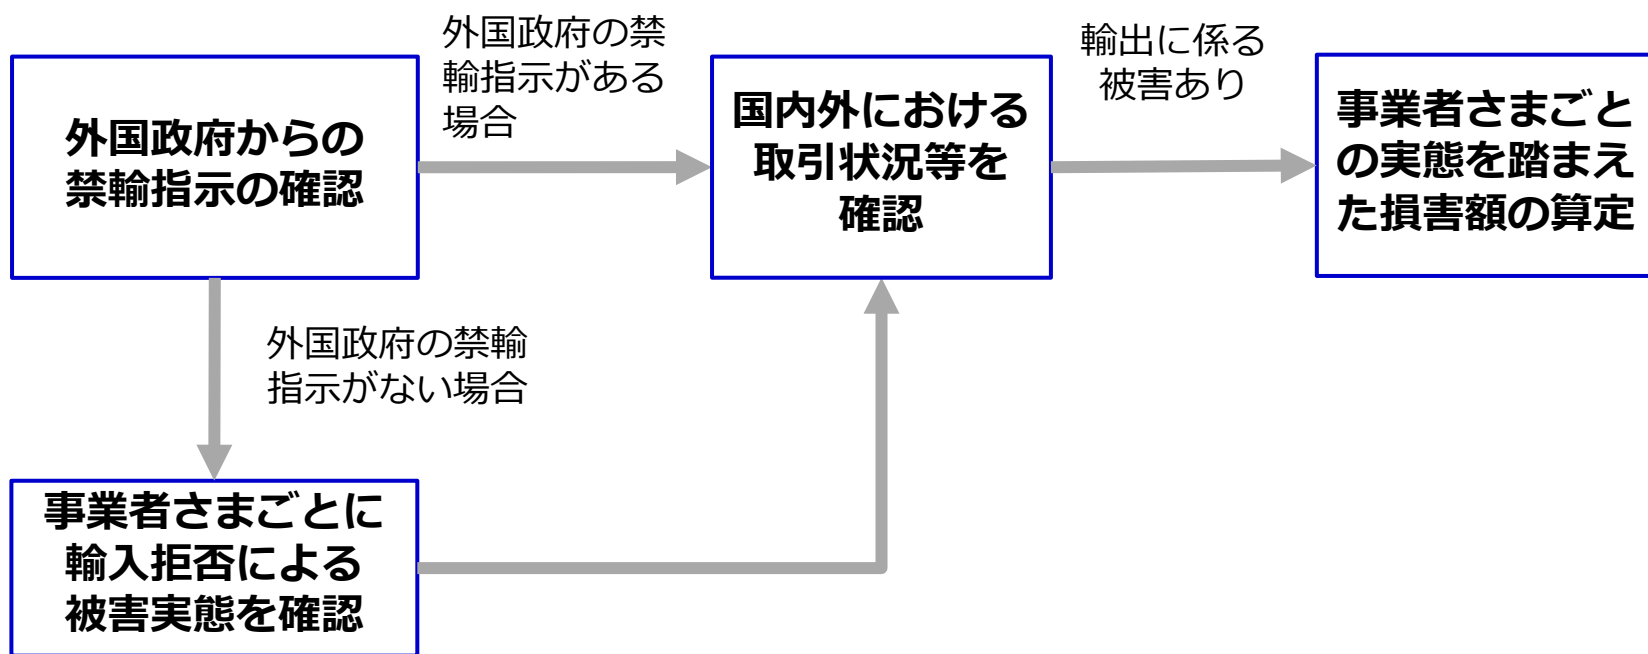 外国政府からの
禁輸指示の確認
外国政府の禁
輸指示がある
場合
国内外における
取引状況等を
確認
輸出に係る
被害あり
事業者さまごと
の実態を踏まえ
た損害額の算定
外国政府の禁輸
指示がない場合
事業者さまごとに
輸入拒否による
被害実態を確認